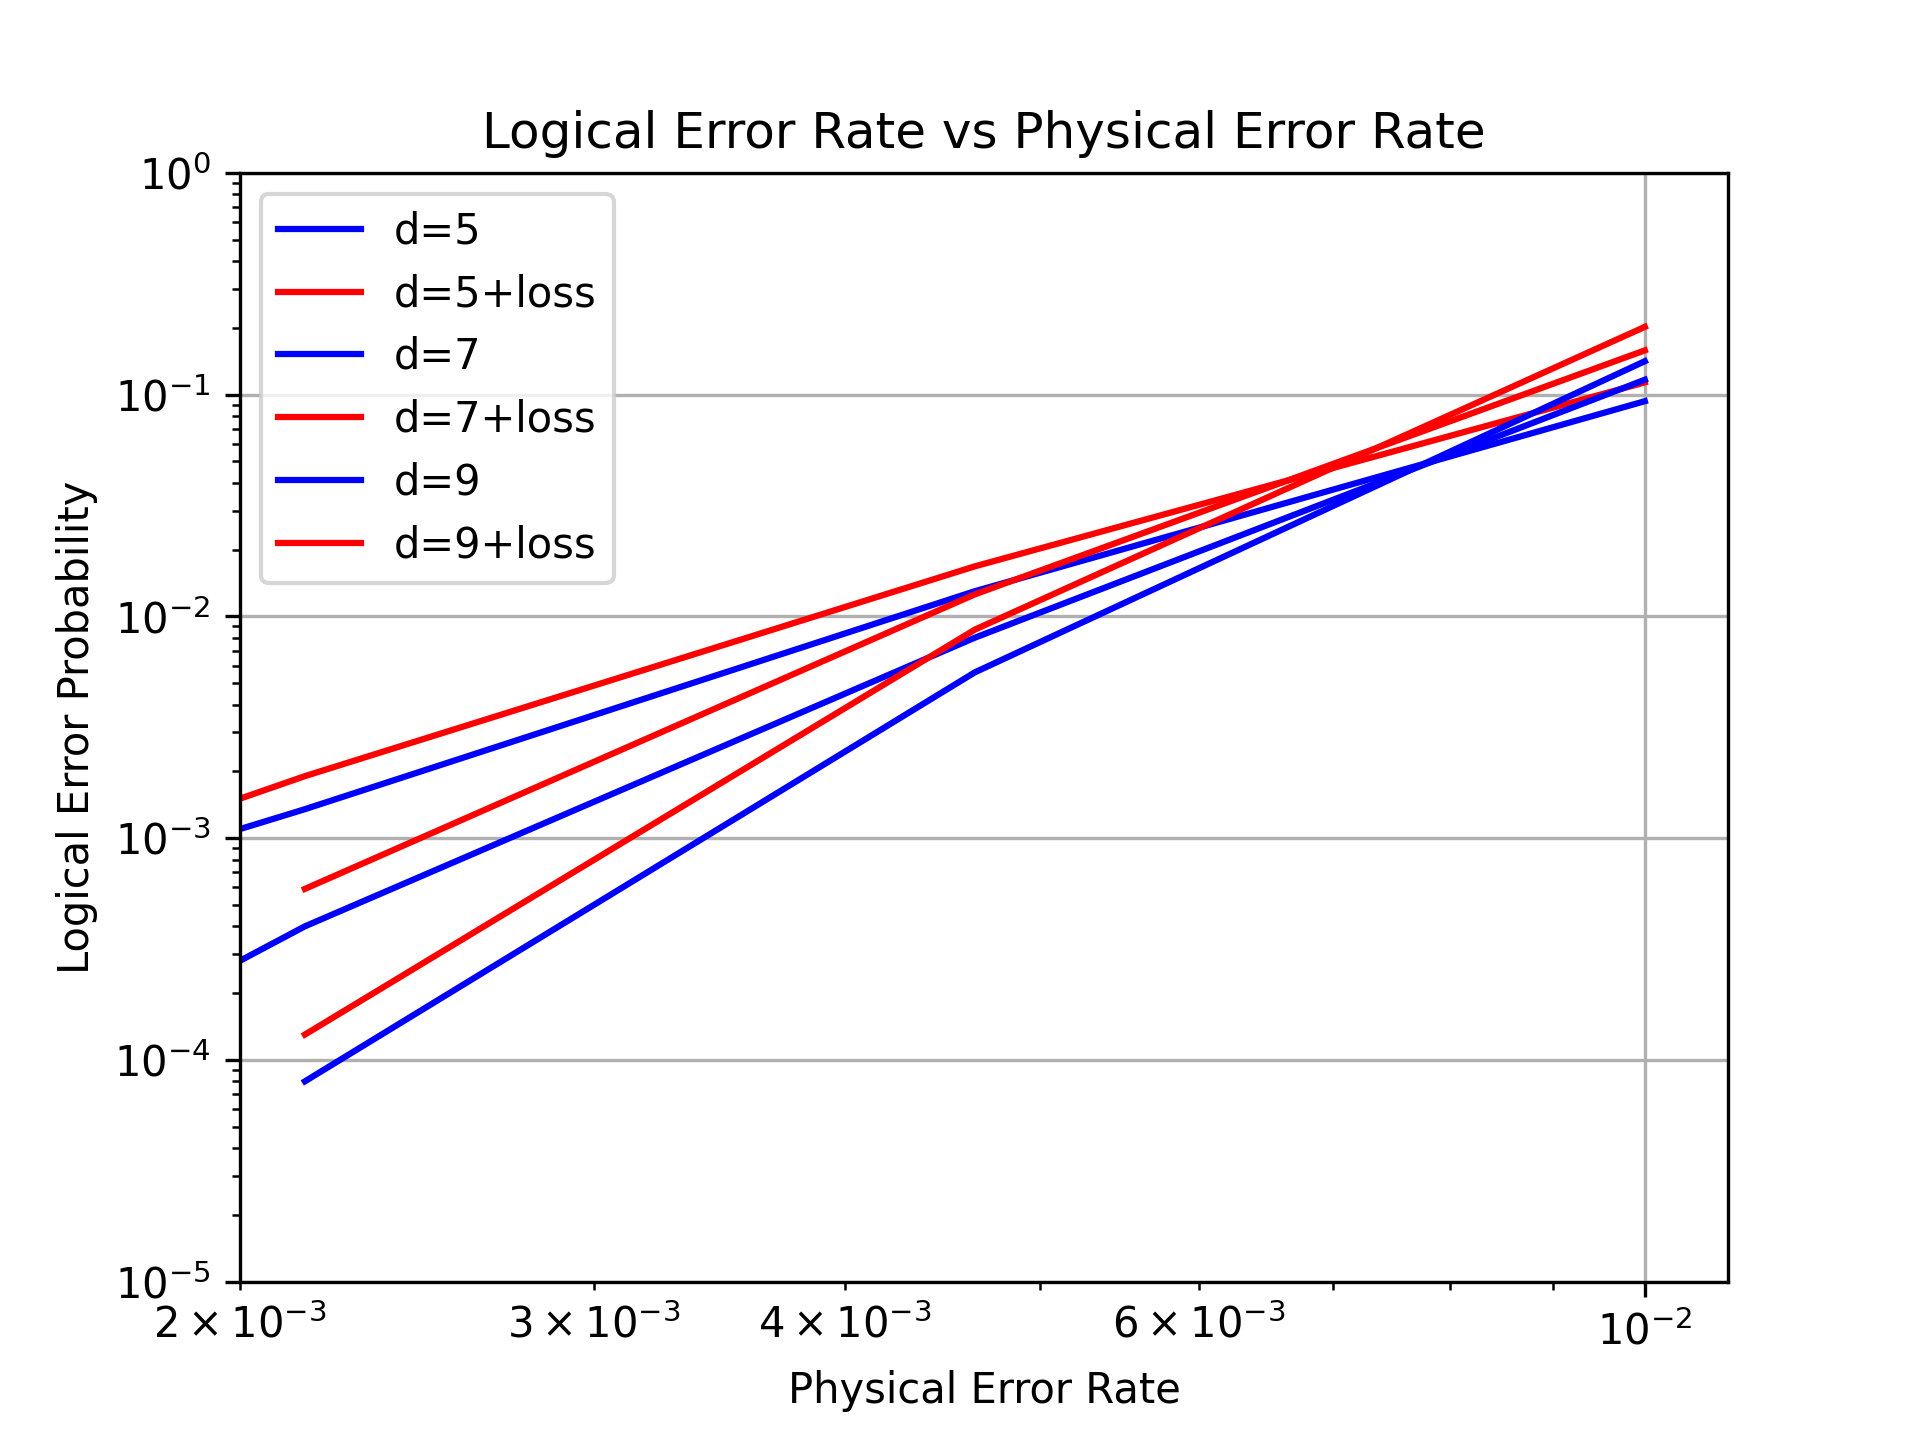 Logical Error Rate vs Physical Error Rate
10⁰
10⁻¹
10⁻²
10⁻³
10⁻⁴
10⁻⁵
Logical Error Probability
d=5
d=5+loss
d=7
d=7+loss
d=9
d=9+loss
2 × 10⁻³ 3 × 10⁻³ 4 × 10⁻³ 6 × 10⁻³ 10⁻²
Physical Error Rate